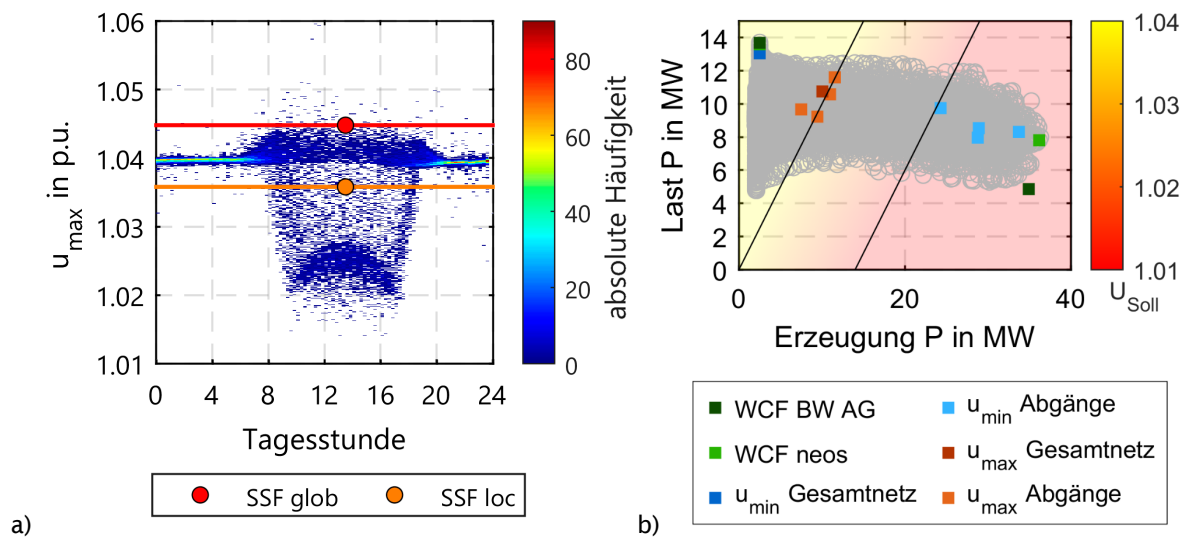 1.06
1.05
1.04
1.03
1.02
1.01
u_max in p.u.
0 4 8 12 16 20 24
Tagesstunde
80
60
40
20
0
absolute Häufigkeit
SSF glob SSF loc
a)
14
12
10
8
6
4
2
0
Last P in MW
0 20 40
Erzeugung P in MW
1.04
1.03
1.02
1.01
U_Soll
WCF BW AG
WCF neos
u_min Gesamtnetz
u_min Abgänge
u_max Gesamtnetz
u_max Abgänge
b)